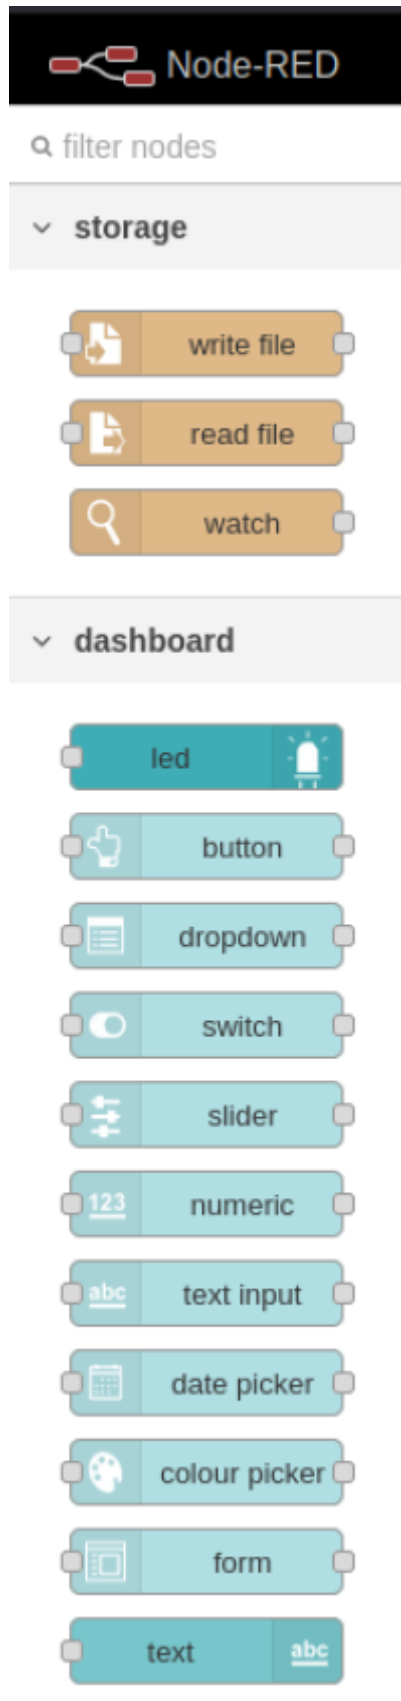 Node-RED
filter nodes
storage
write file
read file
watch
dashboard
led
button
dropdown
switch
slider
123 numeric
abc text input
date picker
colour picker
form
text abc